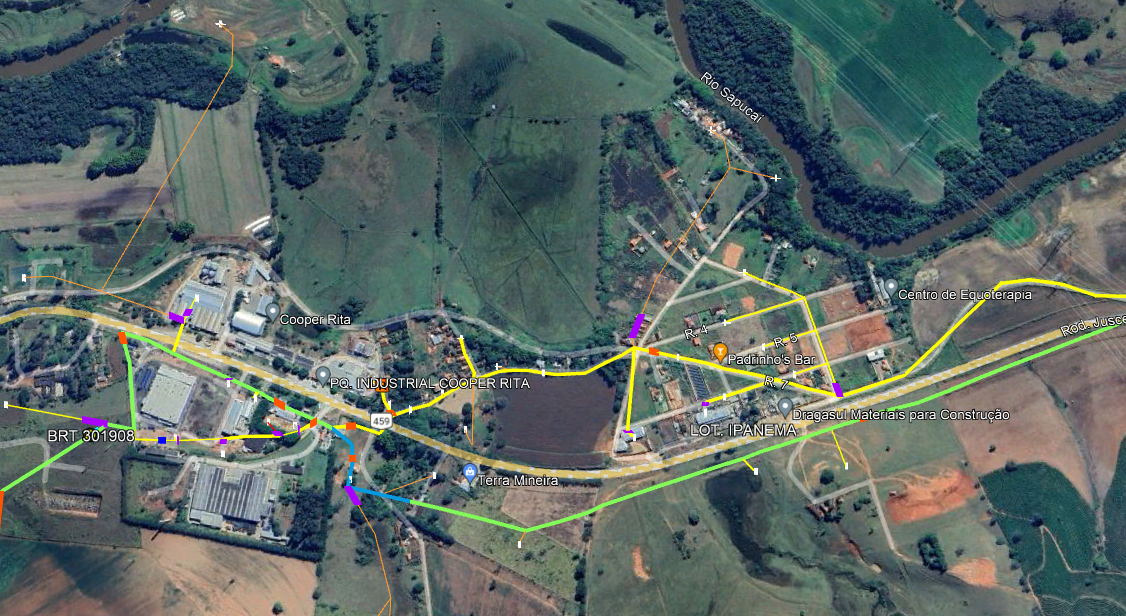 Rio Sapucaí
Centro de Equoterapia
Cooper Rita
R. 4
Rod. Jusce
R. 5
Padrinho's Bar
PQ. INDUSTRIAL COOPER RITA
R. 7
459
Dragasul Materiais para Construção
BRT 301908
LOT. IPANEMA
Terra Mineira